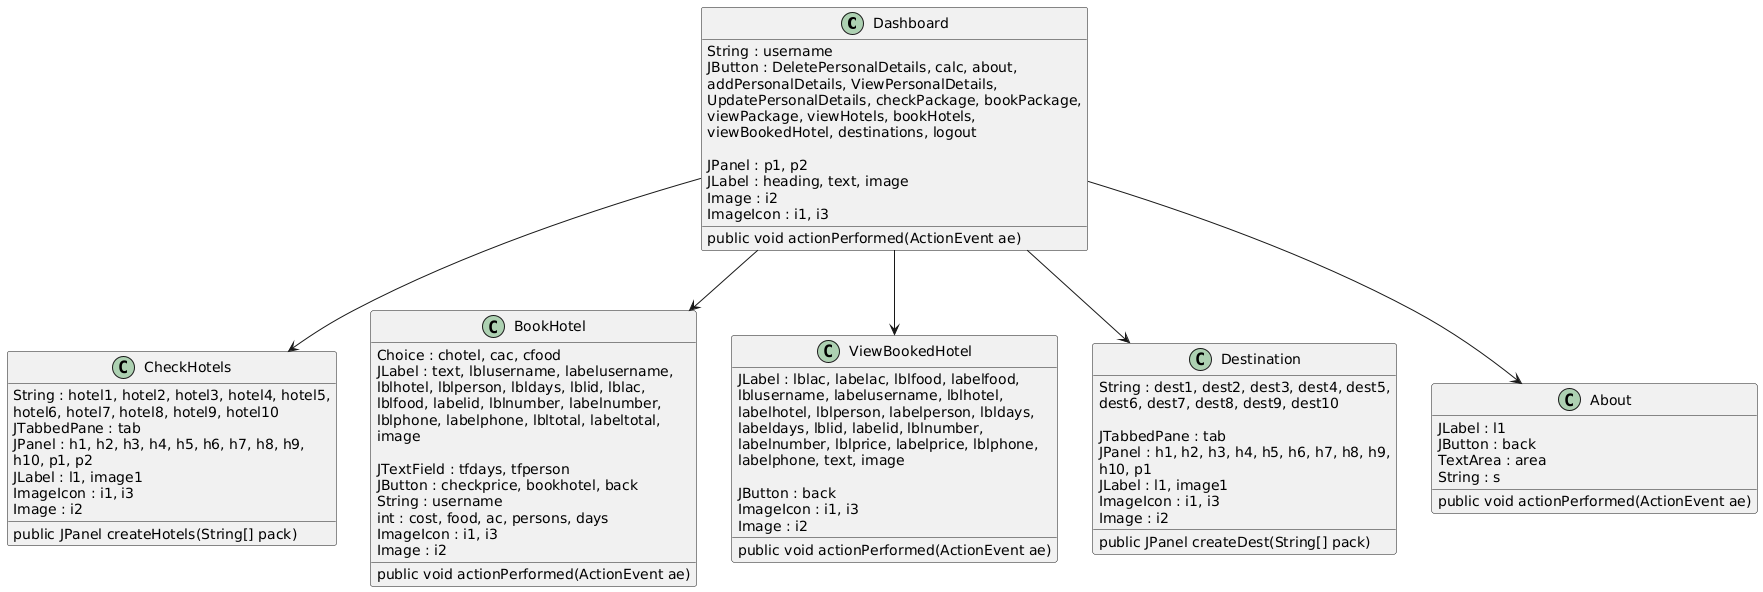 C Dashboard
String : username
JButton : DeletePersonalDetails, calc, about,
addPersonalDetails, ViewPersonalDetails,
UpdatePersonalDetails, checkPackage, bookPackage,
viewPackage, viewHotels, bookHotels,
viewBookedHotel, destinations, logout
JPanel : p1, p2
JLabel : heading, text, image
Image : i2
ImageIcon : i1, i3
public void actionPerformed(ActionEvent ae)
C CheckHotels
String : hotel1, hotel2, hotel3, hotel4, hotel5,
hotel6, hotel7, hotel8, hotel9, hotel10
JTabbedPane : tab
JPanel : h1, h2, h3, h4, h5, h6, h7, h8, h9,
h10, p1, p2
JLabel : l1, image1
ImageIcon : i1, i3
Image : i2
public JPanel createHotels(String[] pack)
C BookHotel
Choice : chotel, cac, cfood
JLabel : text, lblusername, labelusername,
lblhotel, lblperson, lbldays, lblid, lblac,
lblfood, labelid, lblnumber, labelnumber,
lblphone, labelphone, lbltotal, labeltotal,
image
JTextField : tfdays, tfperson
JButton : checkprice, bookhotel, back
String : username
int : cost, food, ac, persons, days
ImageIcon : i1, i3
Image : i2
public void actionPerformed(ActionEvent ae)
C ViewBookedHotel
JLabel : lblac, labelac, lblfood, labelfood,
lblusername, labelusername, lblhotel,
labelhotel, lblperson, labelperson, lbldays,
labeldays, lblid, labelid, lblnumber,
labelnumber, lblprice, labelprice, lblphone,
labelphone, text, image
JButton : back
ImageIcon : i1, i3
Image : i2
public void actionPerformed(ActionEvent ae)
C Destination
String : dest1, dest2, dest3, dest4, dest5,
dest6, dest7, dest8, dest9, dest10
JTabbedPane : tab
JPanel : h1, h2, h3, h4, h5, h6, h7, h8, h9,
h10, p1
JLabel : l1, image1
ImageIcon : i1, i3
Image : i2
public JPanel createDest(String[] pack)
C About
JLabel : l1
JButton : back
TextArea : area
String : s
public void actionPerformed(ActionEvent ae)